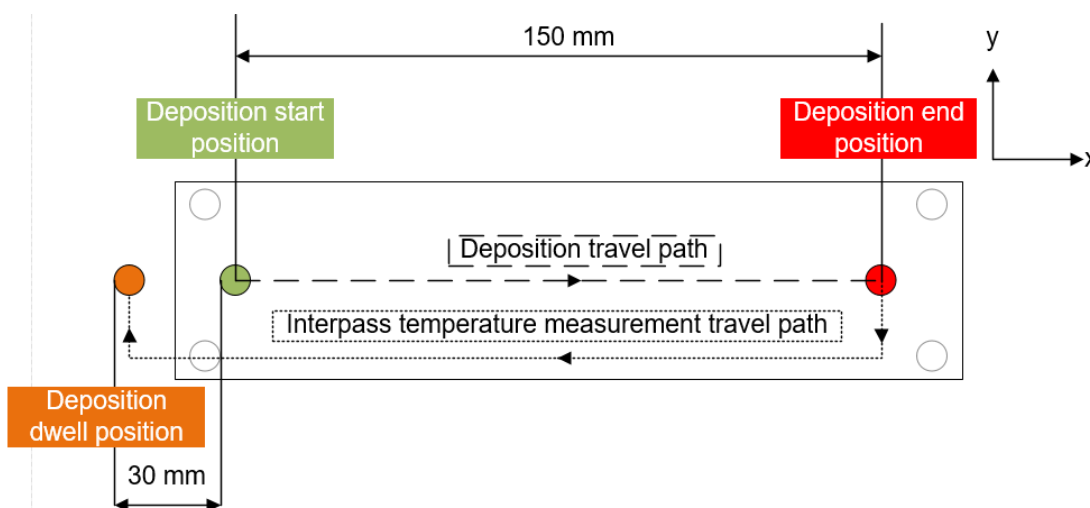 150 mm
y
Deposition start
position
Deposition end
position
x
Deposition travel path
Interpass temperature measurement travel path
Deposition
dwell position
30 mm